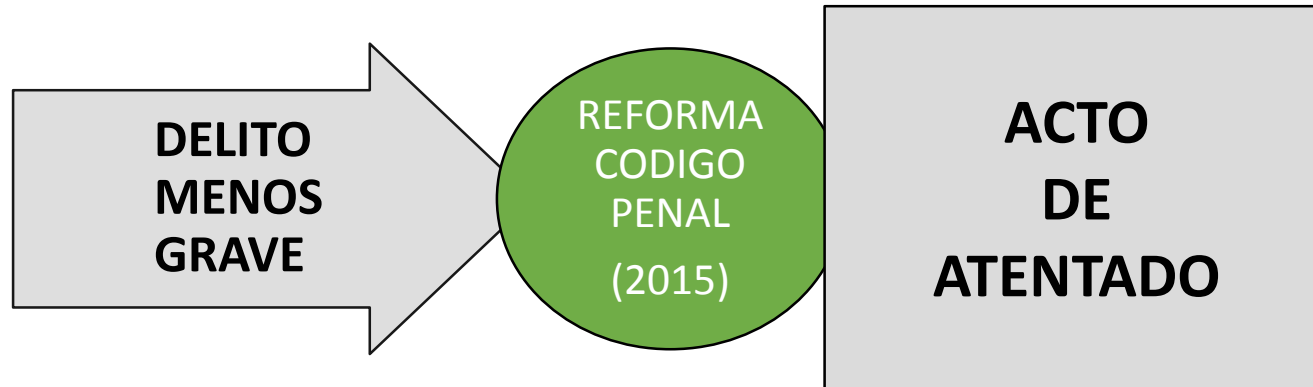 DELITO
MENOS
GRAVE
REFORMA
CODIGO
PENAL
(2015)
ACTO
DE
ATENTADO